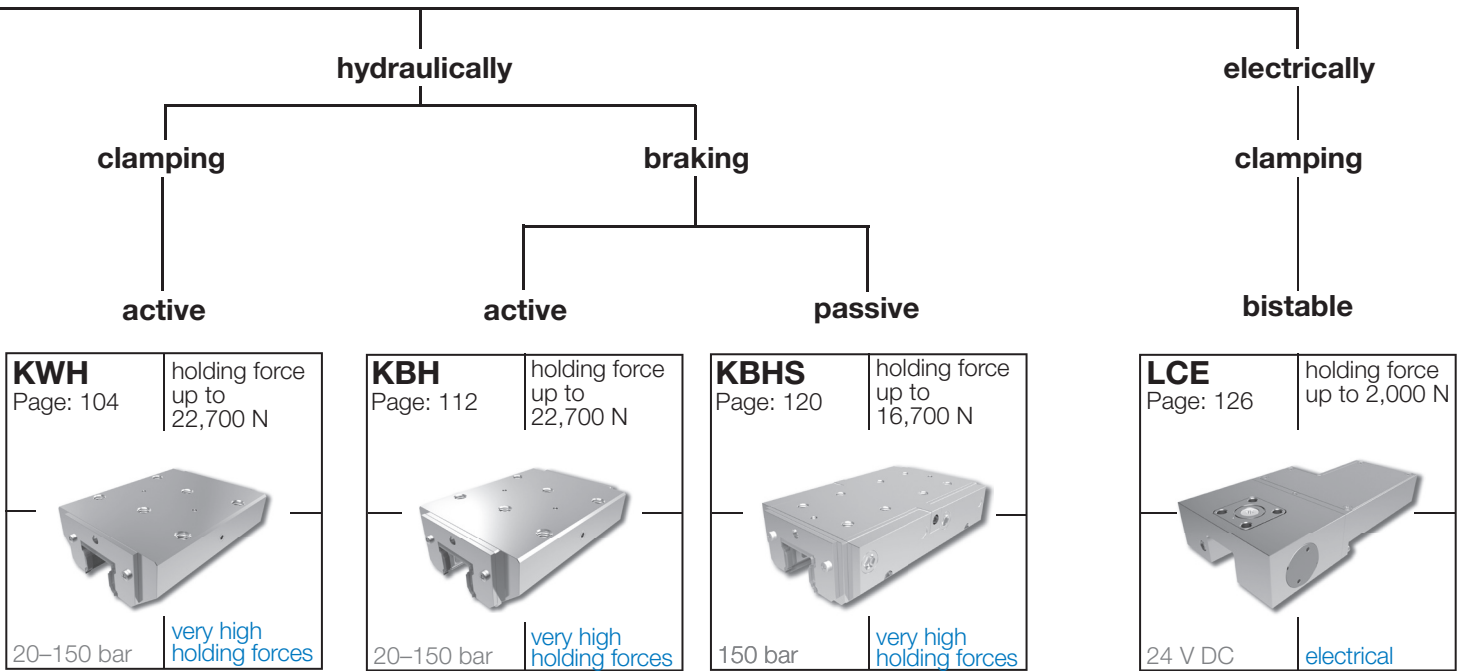 hydraulically
electrically
clamping
braking
clamping
active
active
passive
bistable
KWH
Page: 104
holding force
up to
22,700 N
20–150 bar
very high
holding forces
KBH
Page: 112
holding force
up to
22,700 N
20–150 bar
very high
holding forces
KBHS
Page: 120
holding force
up to
16,700 N
150 bar
very high
holding forces
LCE
Page: 126
holding force
up to 2,000 N
24 V DC
electrical